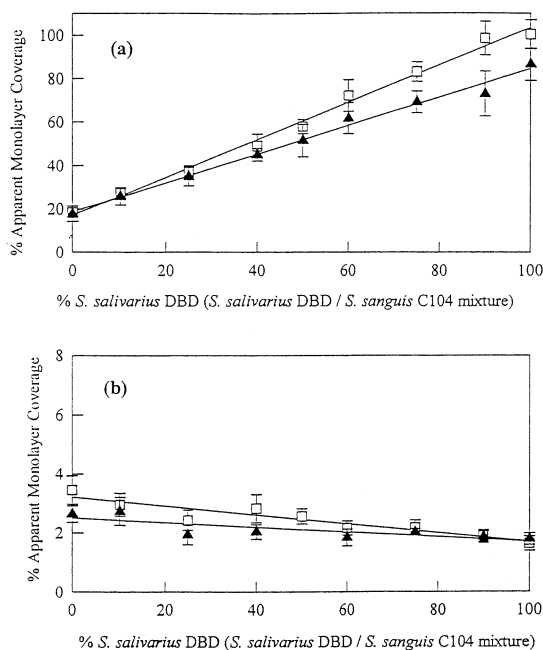 (a)
% Apparent Monolayer Coverage
100
80
60
40
20
0
0 20 40 60 80 100
% S. salivarius DBD (S. salivarius DBD / S. sanguis C104 mixture)
(b)
% Apparent Monolayer Coverage
8
6
4
2
0
0 20 40 60 80 100
% S. salivarius DBD (S. salivarius DBD / S. sanguis C104 mixture)